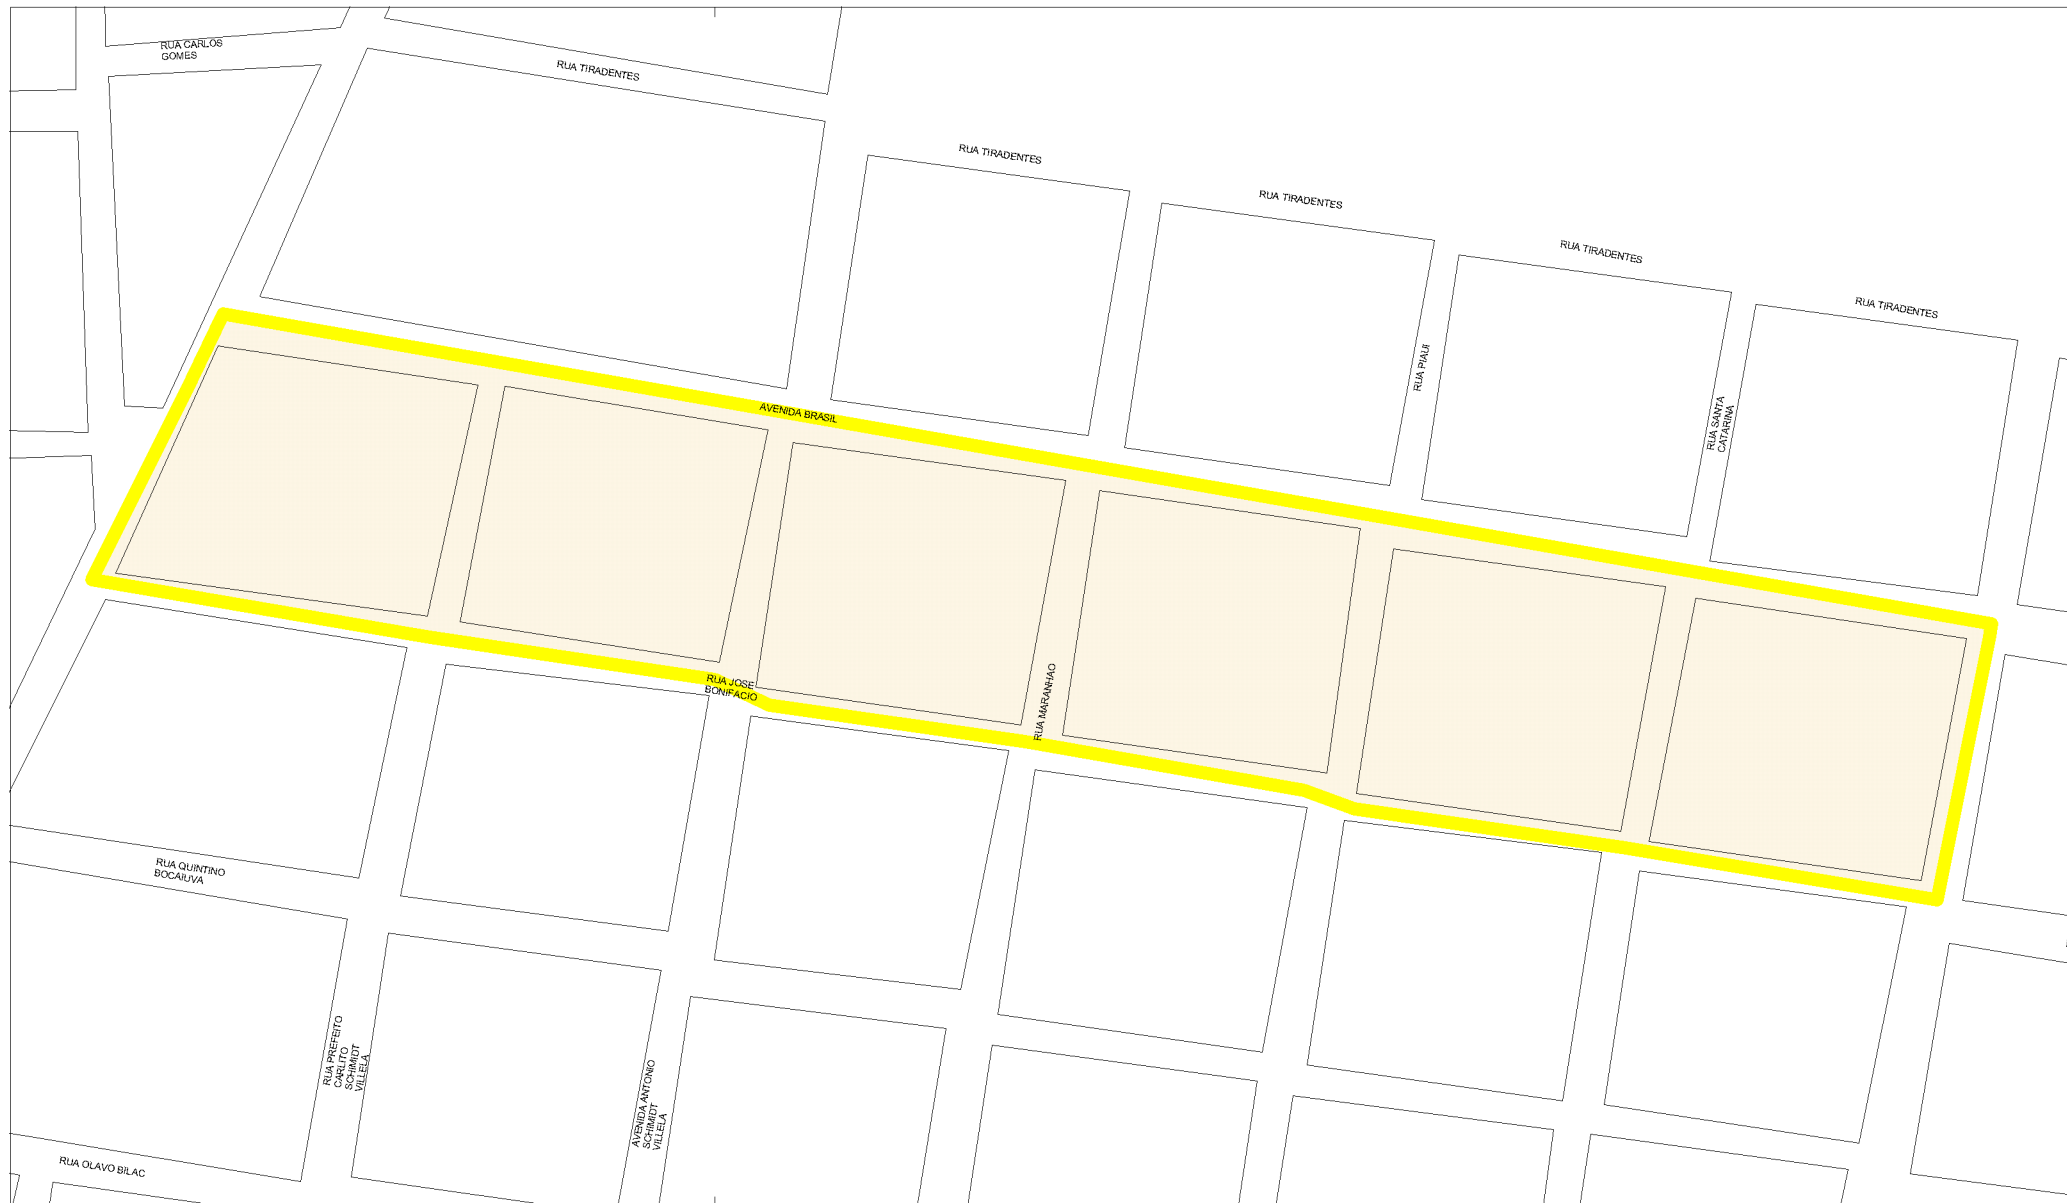 RUA CARLOS
GOMES
RUA TIRADENTES
RUA TIRADENTES
RUA TIRADENTES
RUA TIRADENTES
RUA TIRADENTES
RUA PIAUI
RUA SANTA
CATARINA
AVENIDA BRASIL
RUA JOSE
BONIFACIO
RUA MARANHAO
RUA QUINTINO
BOCAIUVA
RUA PREFEITO
CARLITO
SCHIMIDT
VILLELA
AVENIDA ANTONIO
SCHIMIDT
VILLELA
RUA OLAVO BILAC